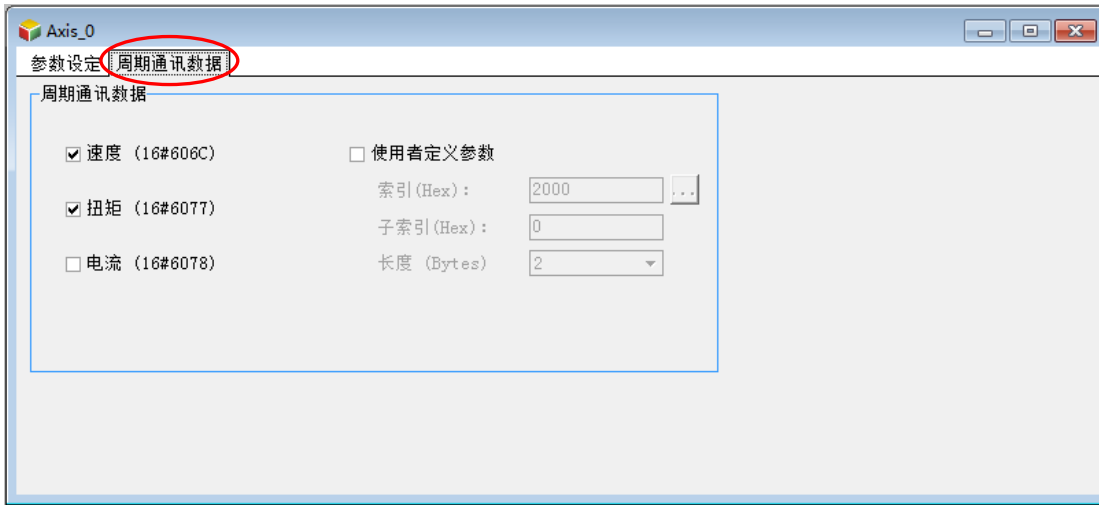 Axis_0
参数设定 周期通讯数据
周期通讯数据
速度 (16#606C) 使用者定义参数
索引(Hex): 2000 ...
扭矩 (16#6077)
子索引(Hex): 0
电流 (16#6078) 长度 (Bytes) 2